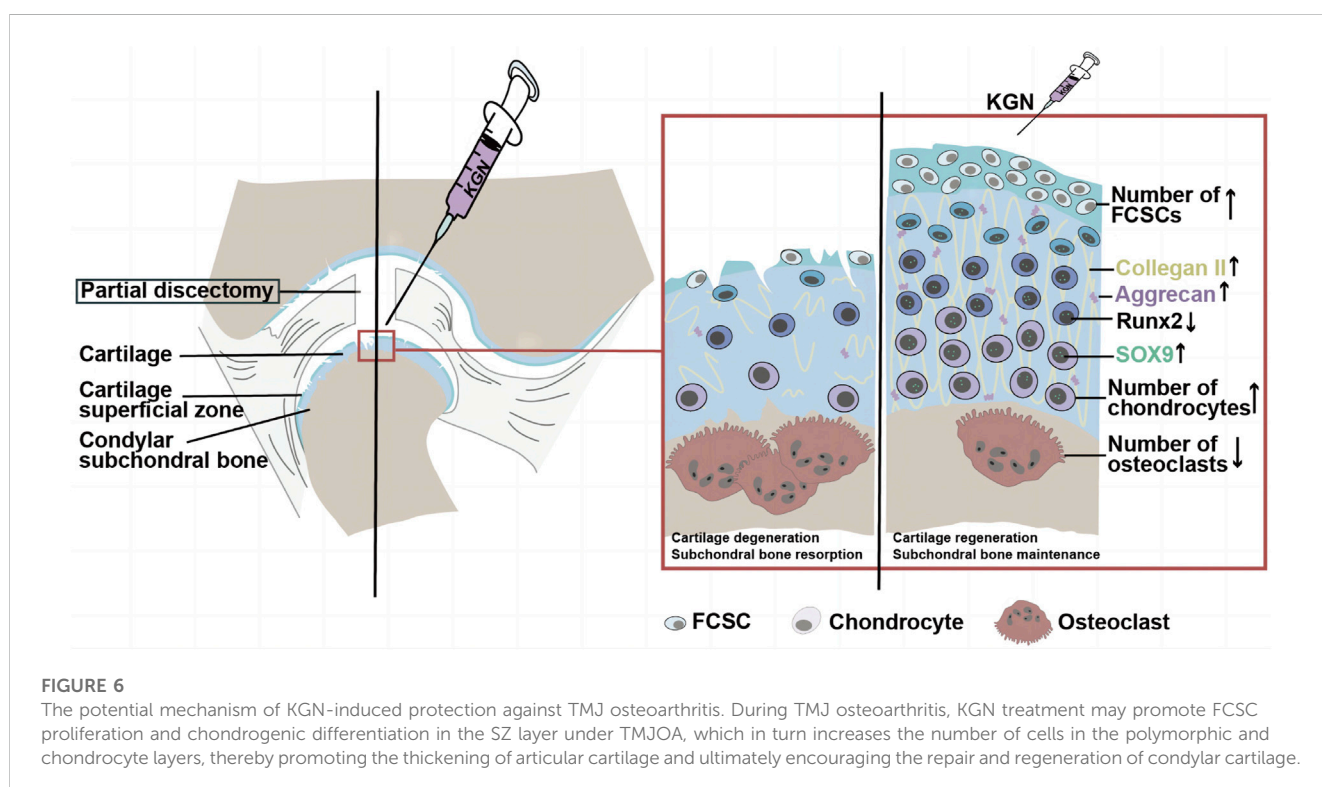 KGN
KGN
KGN
Partial discectomy
Cartilage
Cartilage
superficial zone
Condylar
subchondral bone
Number of ↑
FCSCs
Collegan II↑
Aggrecan↑
Runx2↓
SOX9↑
Number of
chondrocytes↑
Number of
osteoclasts↓
Cartilage degeneration
Subchondral bone resorption
Cartilage regeneration
Subchondral bone maintenance
FCSC
Chondrocyte
Osteoclast
FIGURE 6
The potential mechanism of KGN-induced protection against TMJ osteoarthritis. During TMJ osteoarthritis, KGN treatment may promote FCSC
proliferation and chondrogenic differentiation in the SZ layer under TMJOA, which in turn increases the number of cells in the polymorphic and
chondrocyte layers, thereby promoting the thickening of articular cartilage and ultimately encouraging the repair and regeneration of condylar cartilage.